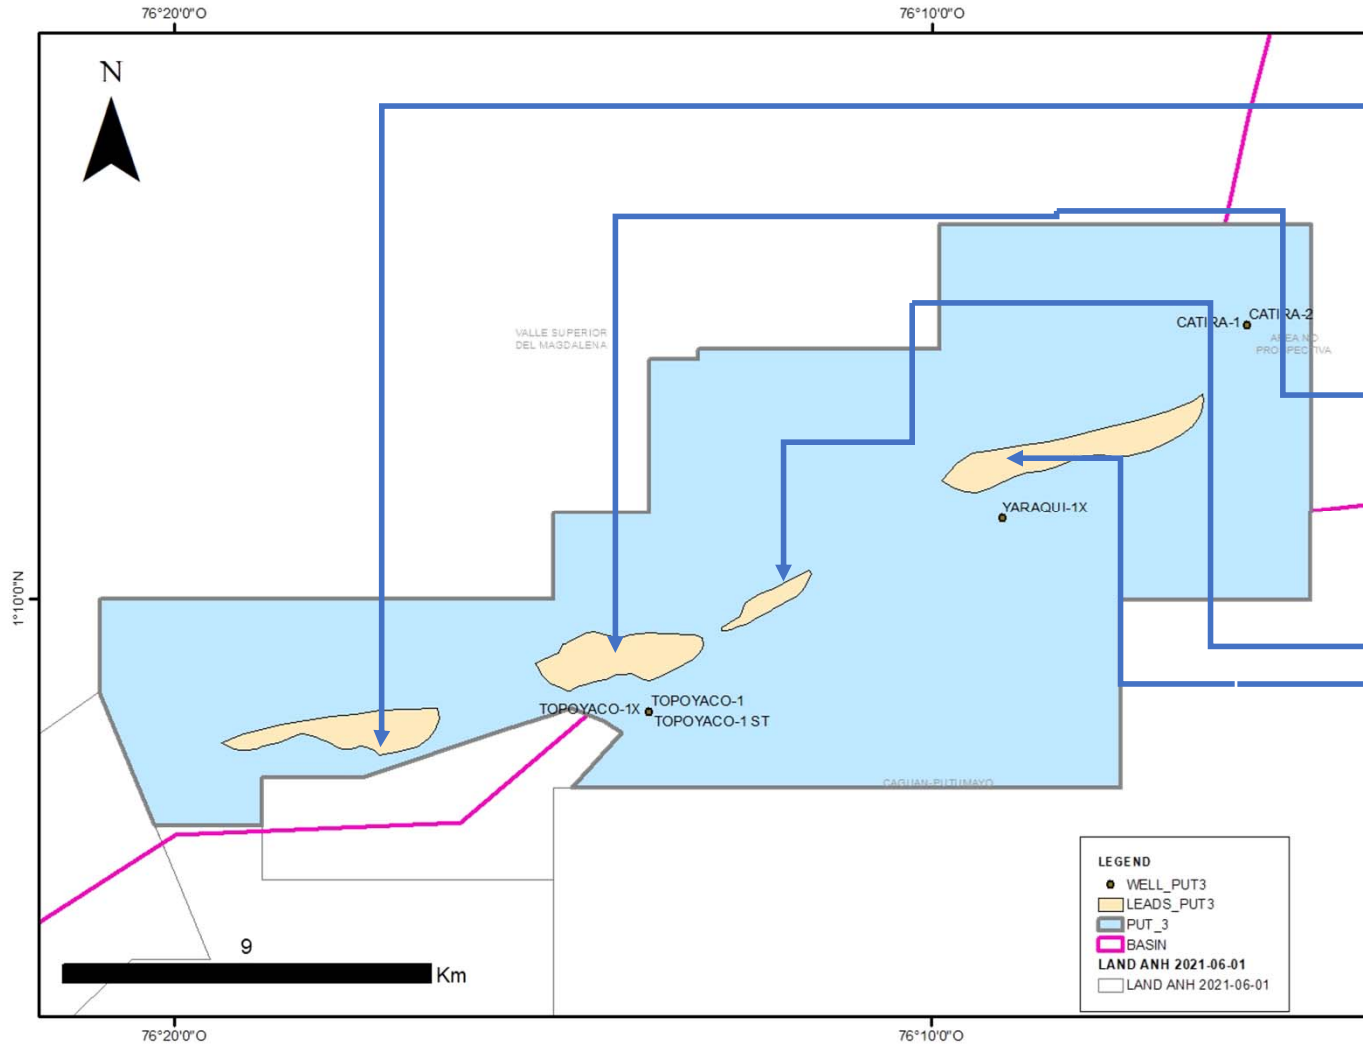 76°20'0"O
76°10'0"O
N
VALLE SUPERIOR
DEL MAGDALENA
CATIRA-1
CATIRA-2
AREA NO
PROSPECTIVA
YARAQUI-1X
1°10'0"N
TOPOYACO-1X
TOPOYACO-1
TOPOYACO-1 ST
CAGUAN-PUTUMAYO
LEGEND
WELL_PUT3
LEADS_PUT3
PUT_3
BASIN
LAND ANH 2021-06-01
LAND ANH 2021-06-01
9
Km
76°20'0"O
76°10'0"O